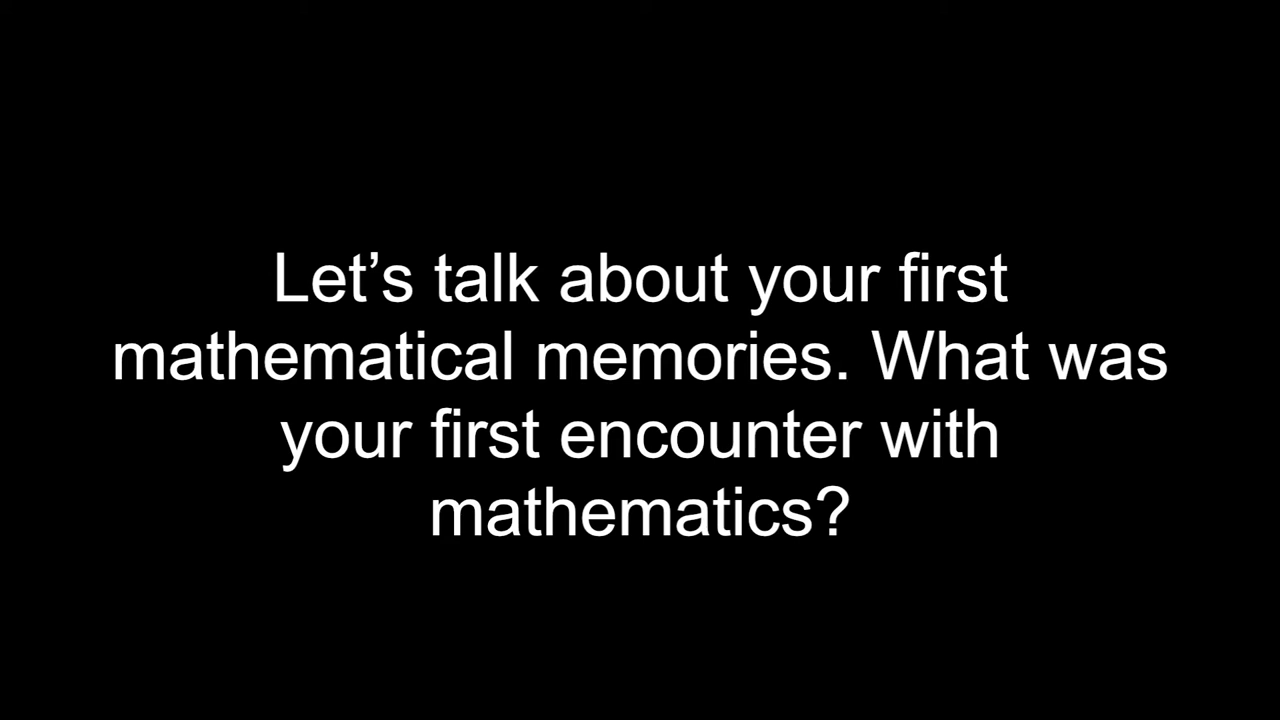 Let’s talk about your first
mathematical memories. What was
your first encounter with
mathematics?